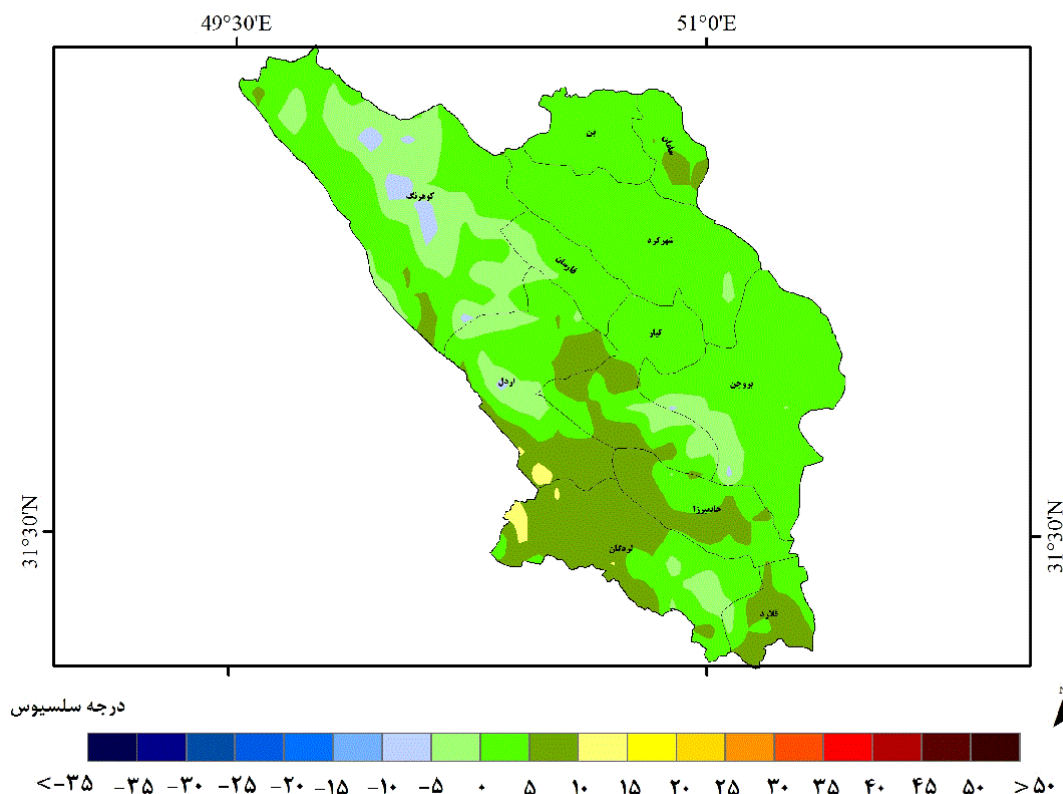 49°30'E 51°0'E
بن
سامان
کوهرنگ
شهرکرد
فارسان
کیار
اردل
بروجن
خانمیرزا
31°30'N 31°30'N
لردگان
فلارد
N
درجه سلسیوس
<-۳۵ -۳۵ -۳۰ -۲۵ -۲۰ -۱۵ -۱۰ -۵ ۰ ۵ ۱۰ ۱۵ ۲۰ ۲۵ ۳۰ ۳۵ ۴۰ ۴۵ ۵۰ >۵۰